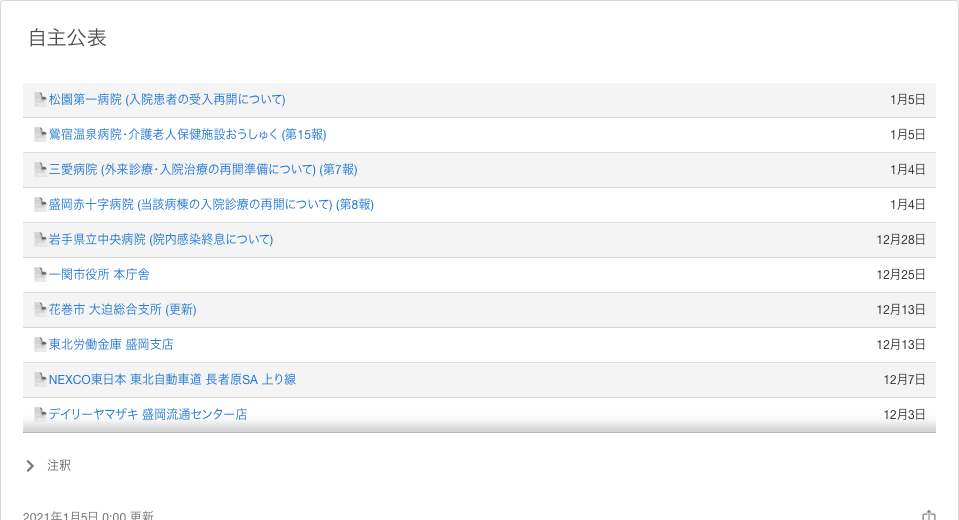 自主公表
松園第一病院 (入院患者の受入再開について) 1月5日
鶯宿温泉病院・介護老人保健施設おうしゅく (第15報) 1月5日
三愛病院 (外来診療・入院治療の再開準備について) (第7報) 1月4日
盛岡赤十字病院 (当該病棟の入院診療の再開について) (第8報) 1月4日
岩手県立中央病院 (院内感染終息について) 12月28日
一関市役所 本庁舎 12月25日
花巻市 大迫総合支所 (更新) 12月13日
東北労働金庫 盛岡支店 12月13日
NEXCO東日本 東北自動車道 長者原SA 上り線 12月7日
デイリーヤマザキ 盛岡流通センター店 12月3日
注釈
2021年1月5日 0:00 更新